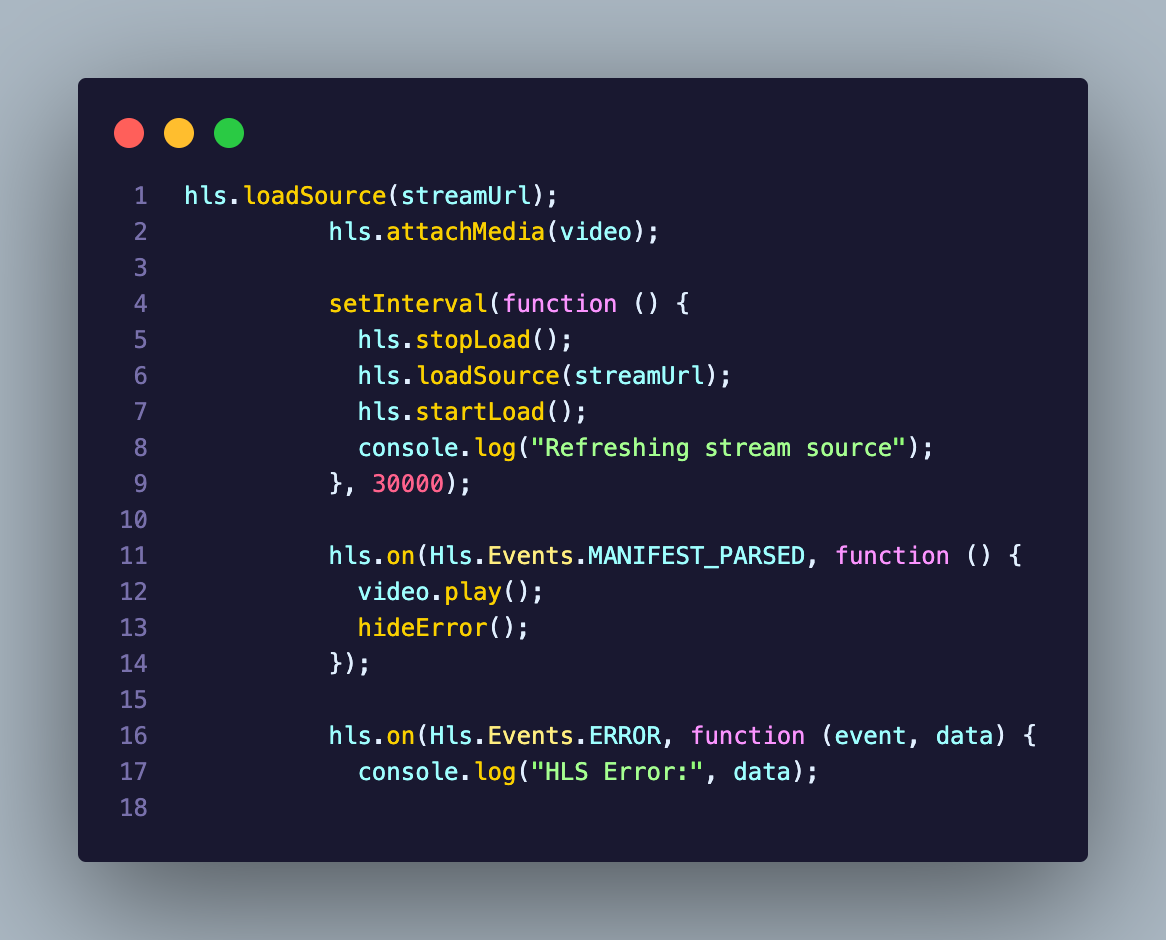 1 hls.loadSource(streamUrl);
2           hls.attachMedia(video);
3
4           setInterval(function () {
5             hls.stopLoad();
6             hls.loadSource(streamUrl);
7             hls.startLoad();
8             console.log("Refreshing stream source");
9           }, 30000);
10
11           hls.on(Hls.Events.MANIFEST_PARSED, function () {
12             video.play();
13             hideError();
14           });
15
16           hls.on(Hls.Events.ERROR, function (event, data) {
17             console.log("HLS Error:", data);
18